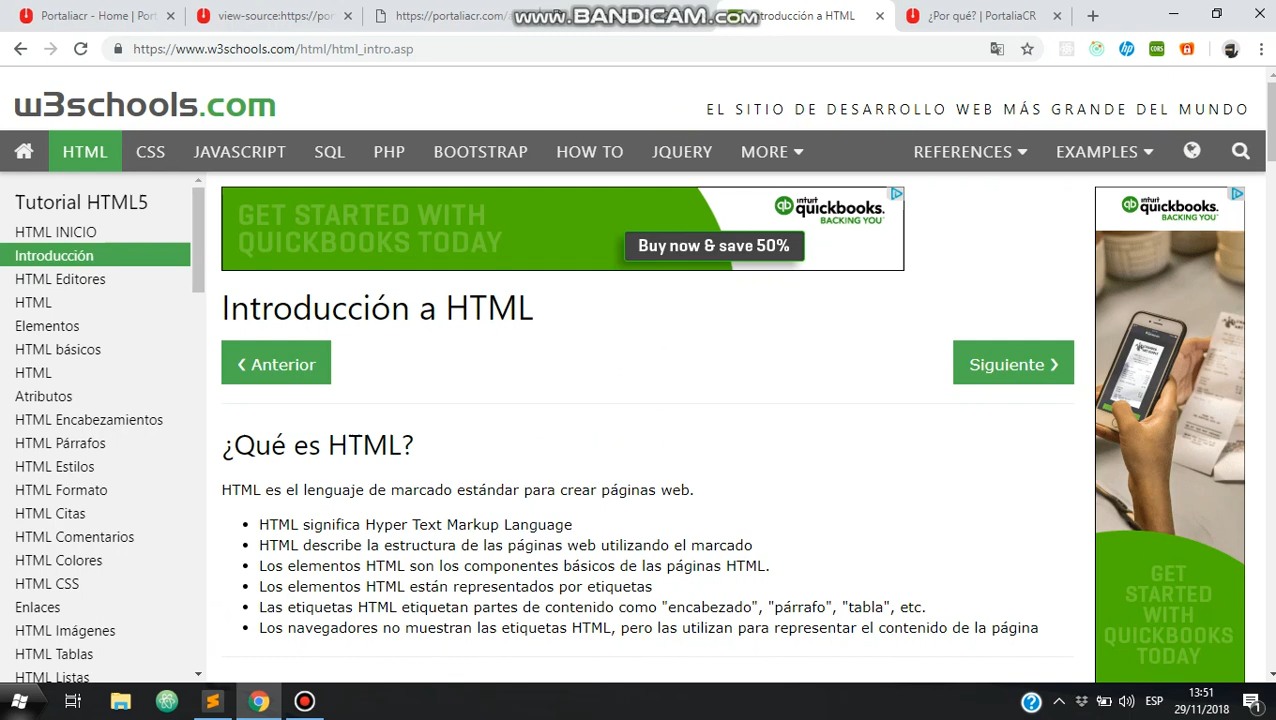 Portaliacr - Home | Port
view-source:https://por
https://portaliacr.com/
www.BANDICAM.com
Introducción a HTML
¿Por qué? | PortaliaCR
https://www.w3schools.com/html/html_intro.asp
w3schools.com
EL SITIO DE DESARROLLO WEB MÁS GRANDE DEL MUNDO
HTML CSS JAVASCRIPT SQL PHP BOOTSTRAP HOW TO JQUERY MORE REFERENCES EXAMPLES
Tutorial HTML5
HTML INICIO
Introducción
HTML Editores
HTML
Elementos
HTML básicos
HTML
Atributos
HTML Encabezamientos
HTML Párrafos
HTML Estilos
HTML Formato
HTML Citas
HTML Comentarios
HTML Colores
HTML CSS
Enlaces
HTML Imágenes
HTML Tablas
HTML Listas
GET STARTED WITH
QUICKBOOKS TODAY
Buy now & save 50%
intuit
quickbooks.
BACKING YOU
Introducción a HTML
❮ Anterior
Siguiente ❯
¿Qué es HTML?
HTML es el lenguaje de marcado estándar para crear páginas web.
• HTML significa Hyper Text Markup Language
• HTML describe la estructura de las páginas web utilizando el marcado
• Los elementos HTML son los componentes básicos de las páginas HTML.
• Los elementos HTML están representados por etiquetas
• Las etiquetas HTML etiquetan partes de contenido como "encabezado", "párrafo", "tabla", etc.
• Los navegadores no muestran las etiquetas HTML, pero las utilizan para representar el contenido de la página
intuit
quickbooks.
BACKING YOU
GET
STARTED
WITH
QUICKBOOKS
TODAY
ESP
13:51
29/11/2018